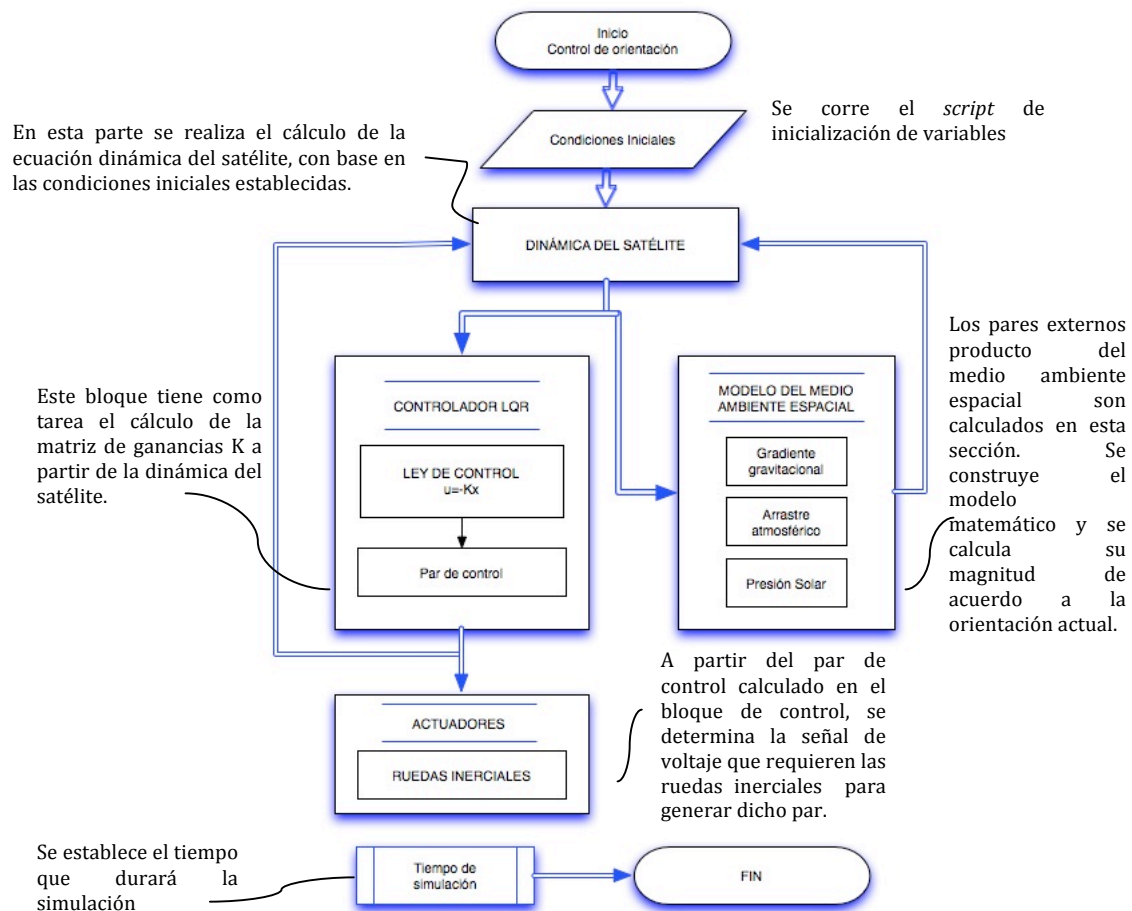 Inicio
Control de orientación
Se corre el script de
inicialización de variables
Condiciones Iniciales
En esta parte se realiza el cálculo de la
ecuación dinámica del satélite, con base en
las condiciones iniciales establecidas.
DINÁMICA DEL SATÉLITE
Este bloque tiene como
tarea el cálculo de la
matriz de ganancias K a
partir de la dinámica del
satélite.
CONTROLADOR LQR
LEY DE CONTROL
u=-Kx
Par de control
MODELO DEL MEDIO
AMBIENTE ESPACIAL
Gradiente
gravitacional
Arrastre
atmosférico
Presión Solar
Los pares externos
producto del
medio ambiente
espacial son
calculados en esta
sección. Se
construye el
modelo
matemático y se
calcula su
magnitud de
acuerdo a la
orientación actual.
ACTUADORES
RUEDAS INERCIALES
A partir del par de
control calculado en el
bloque de control, se
determina la señal de
voltaje que requieren las
ruedas inerciales para
generar dicho par.
Se establece el tiempo
que durará la
simulación
Tiempo de
simulación
FIN